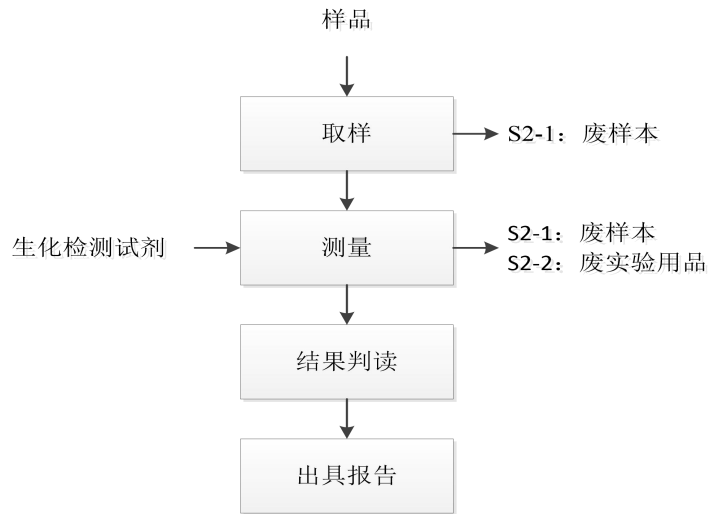 样品
取样
S2-1：废样本
生化检测试剂
测量
S2-1：废样本
S2-2：废实验用品
结果判读
出具报告